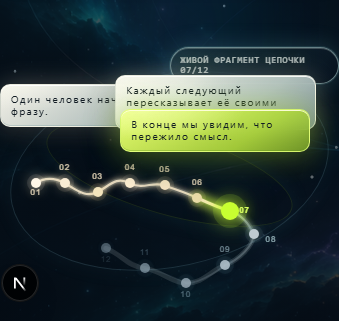 ЖИВОЙ ФРАГМЕНТ ЦЕПОЧКИ
07/12
Каждый следующий
пересказывает её своими
Один человек нач
фразу.
В конце мы увидим, что
пережило смысл.
02
04
05
03
06
01
07
08
09
11
12
10
N